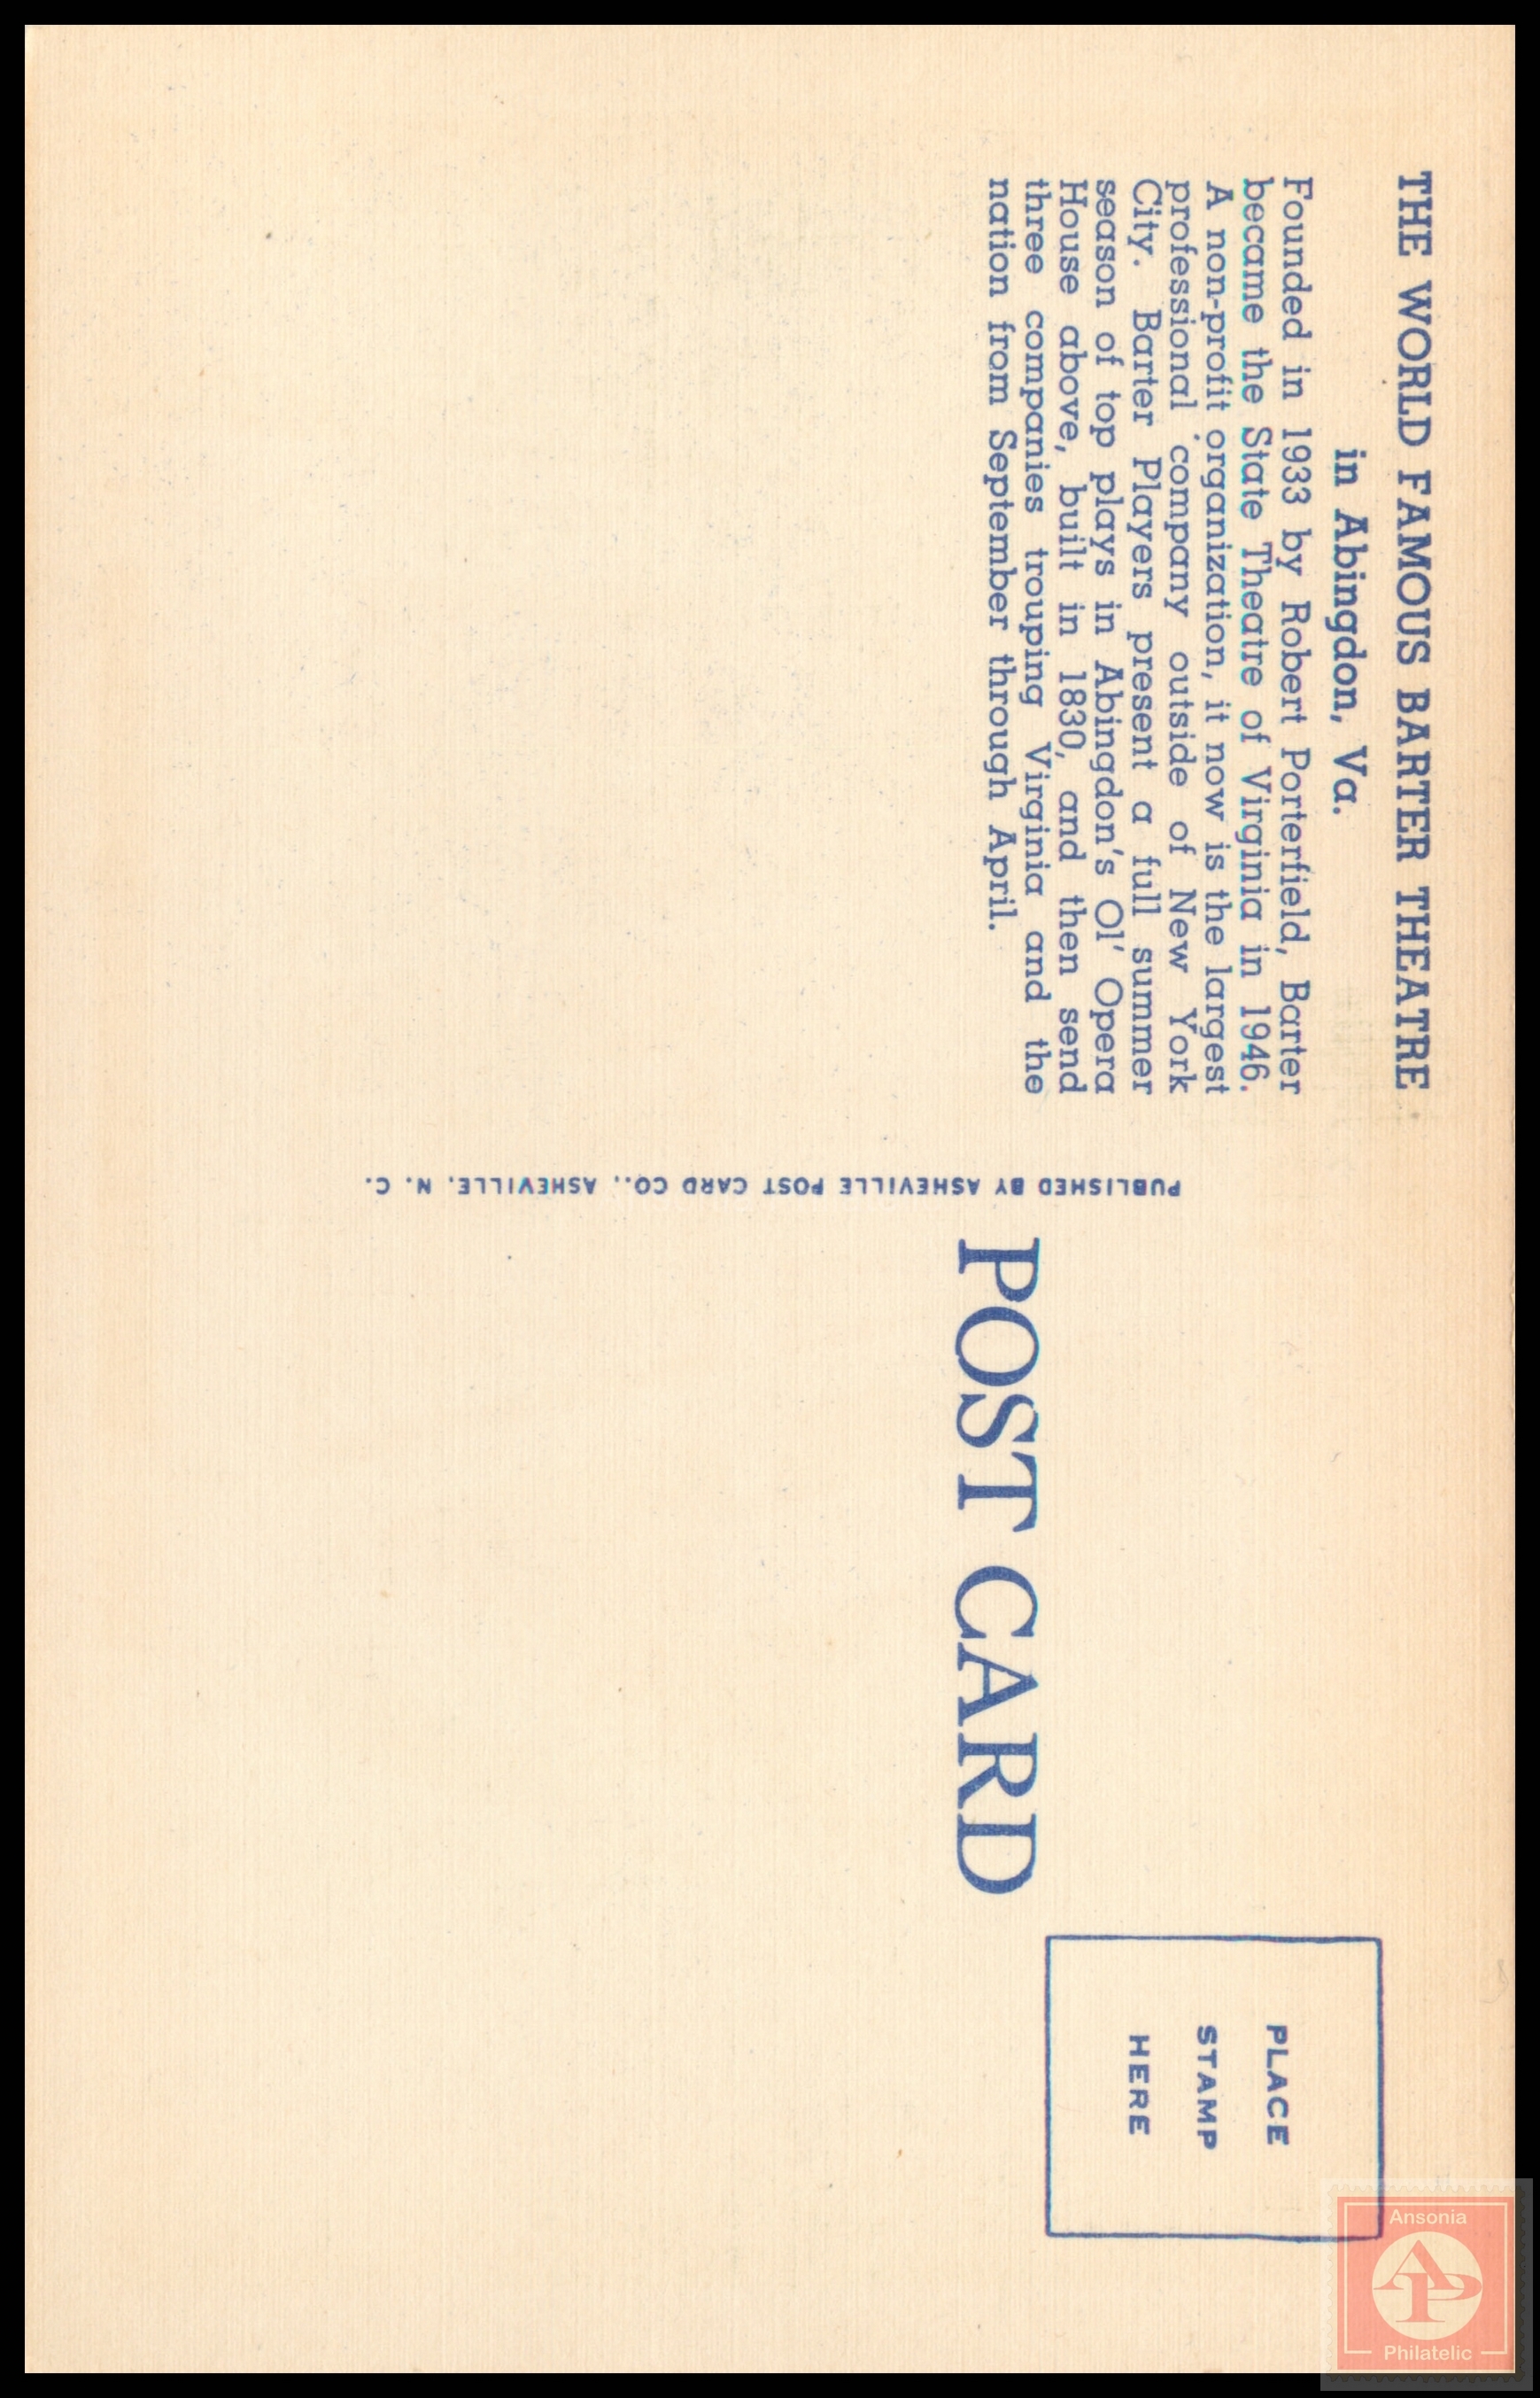 THE WORLD FAMOUS BARTER THEATRE
in Abingdon, Va.
Founded in 1933 by Robert Porterfield, Barter
became the State Theatre of Virginia in 1946.
A non-profit organization, it now is the largest
professional company outside of New York
City. Barter Players present a full summer
season of top plays in Abingdon's Ol' Opera
House above, built in 1830, and then send
three companies trouping Virginia and the
nation from September through April.
PUBLISHED BY ASHEVILLE POST CARD CO., ASHEVILLE, N. C.
POST CARD
PLACE
STAMP
HERE
Ansonia
AP
Philatelic